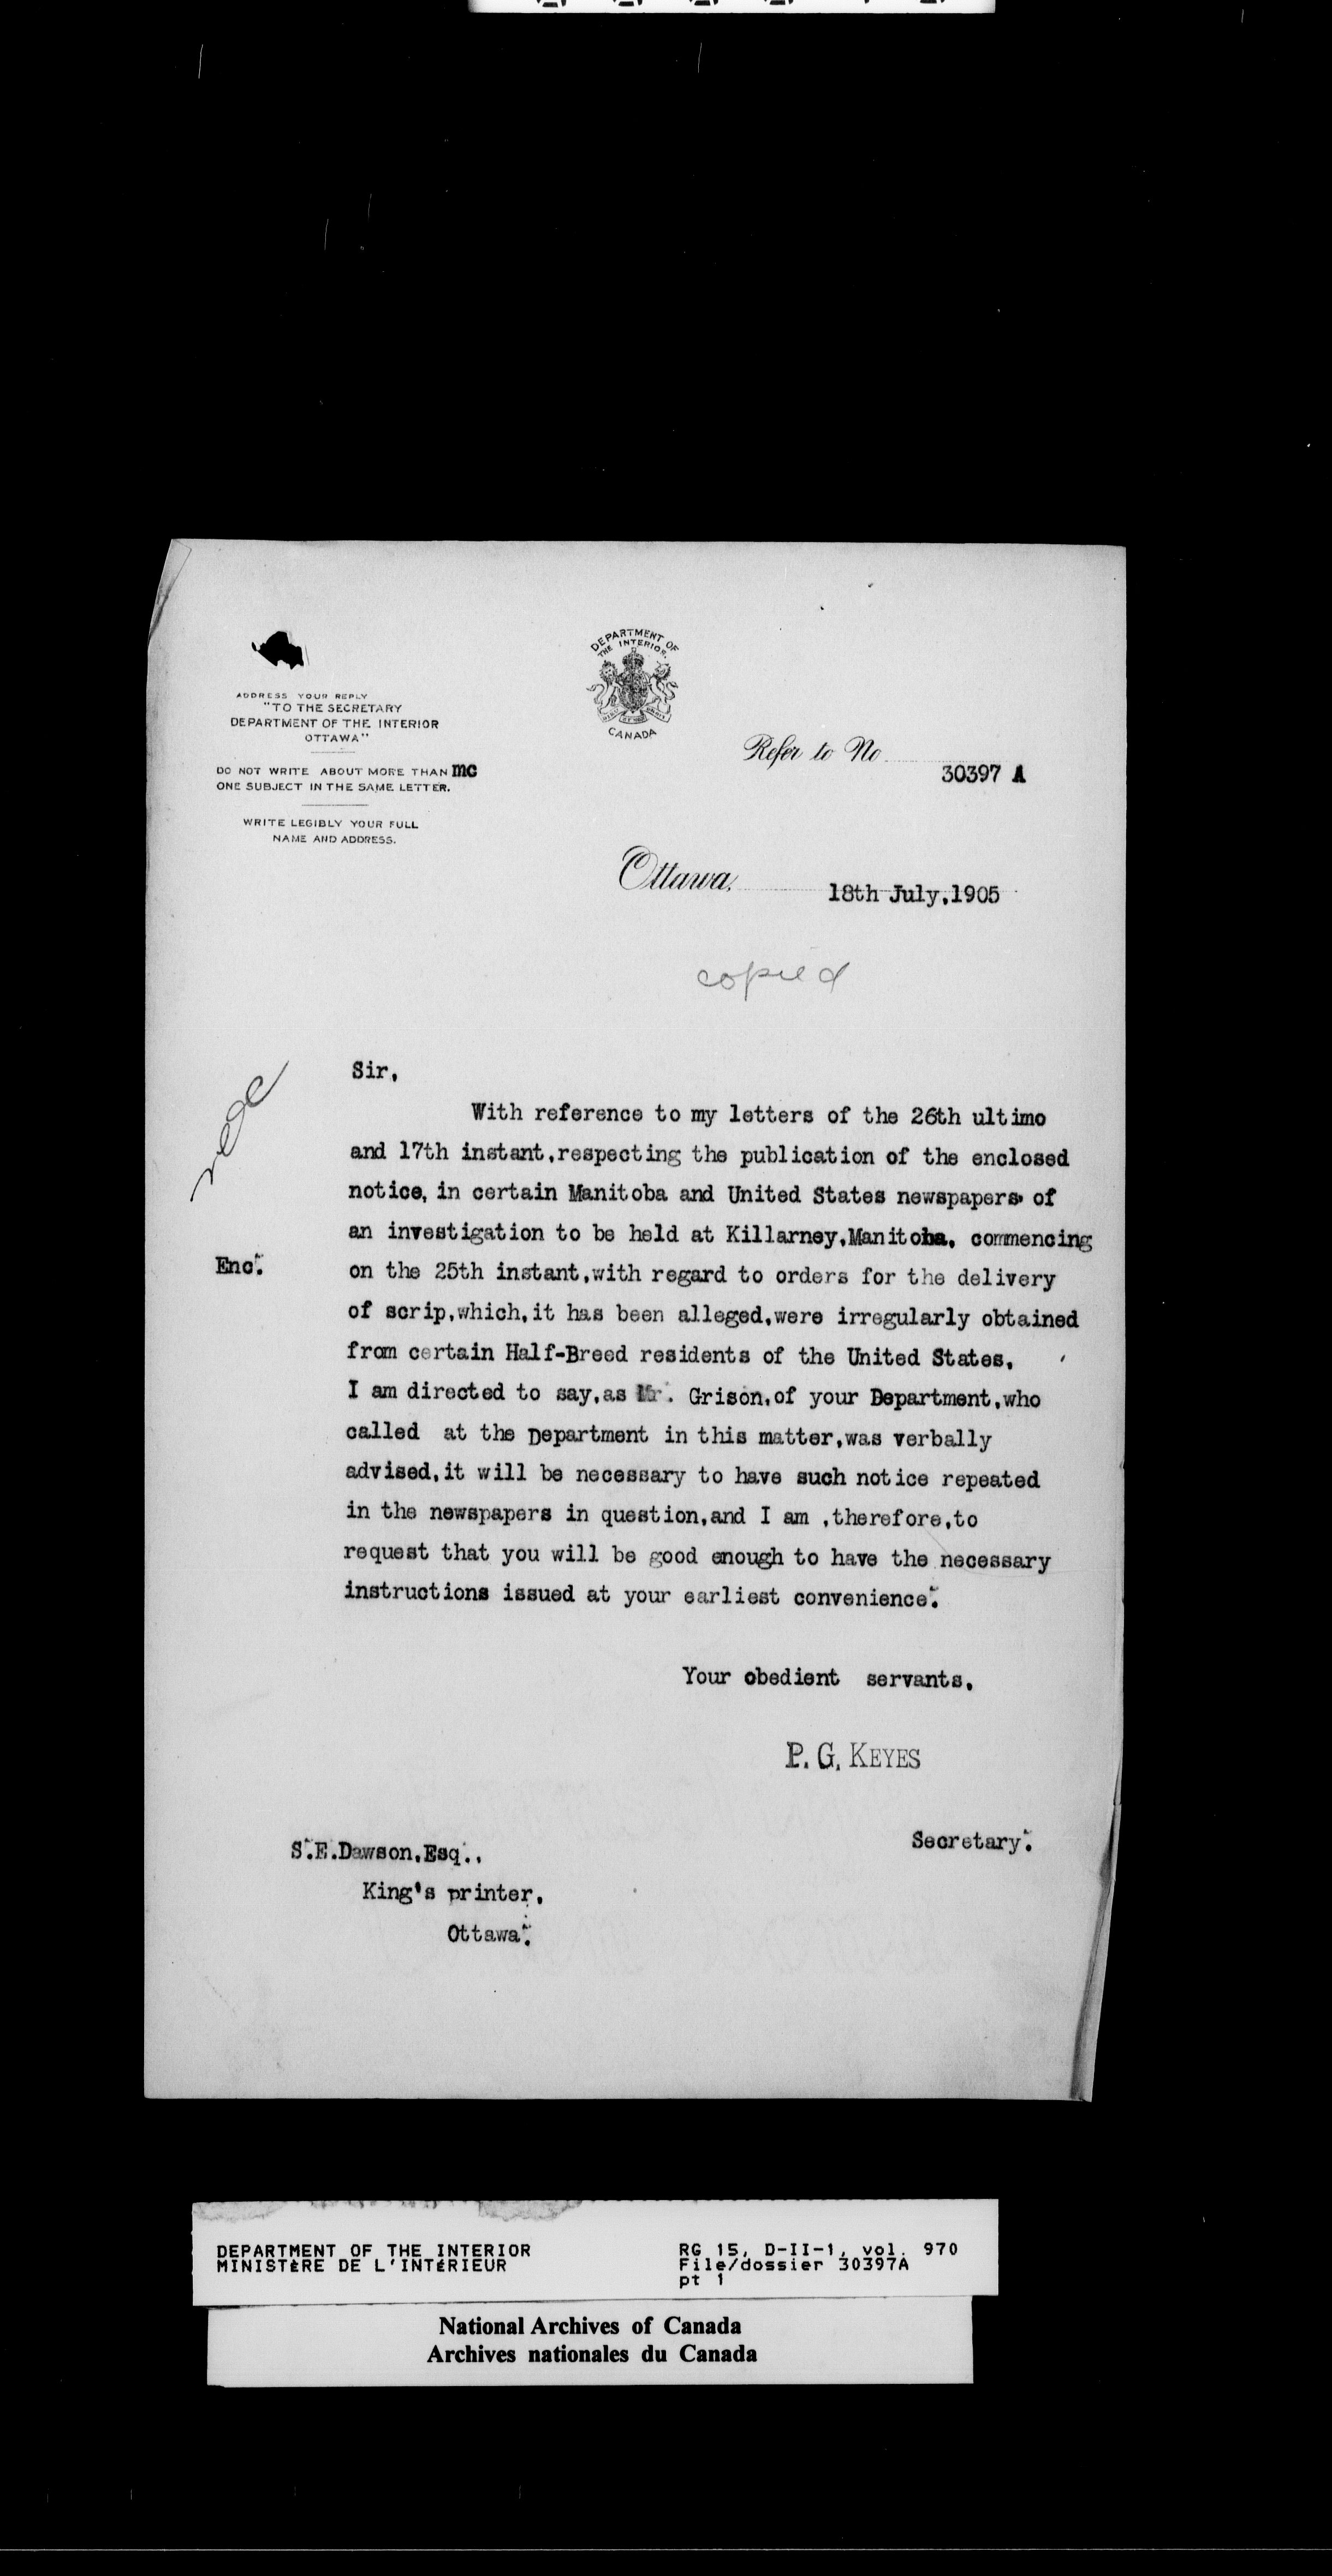 ADDRESS YOUR REPLY
"TO THE SECRETARY
DEPARTMENT OF THE INTERIOR
OTTAWA"
DO NOT WRITE ABOUT MORE THAN mc
ONE SUBJECT IN THE SAME LETTER.
WRITE LEGIBLY YOUR FULL
NAME AND ADDRESS.
DEPARTMENT OF
THE INTERIOR.
CANADA
Refer to No
30397 A
Ottawa, 18th July,1905
copied
Sir,
With reference to my letters of the 26th ultimo
and 17th instant,respecting the publication of the enclosed
notice, in certain Manitoba and United States newspapers, of
an investigation to be held at Killarney,Manitoba, commencing
Enc.
on the 25th instant,with regard to orders for the delivery
of scrip,which,it has been alleged,were irregularly obtained
from certain Half-Breed residents of the United States,
I am directed to say,as Mr. Grison,of your Department,who
called at the Department in this matter,was verbally
advised,it will be necessary to have such notice repeated
in the newspapers in question,and I am ,therefore,to
request that you will be good enough to have the necessary
instructions issued at your earliest convenience.
Your obedient servants,
P. G. KEYES
Secretary.
S.E.Dawson,Esq.,
King's printer,
Ottawa.
DEPARTMENT OF THE INTERIOR
MINISTÈRE DE L'INTÉRIEUR
RG 15, D-II-1, vol. 970
File/dossier 30397A
pt 1
National Archives of Canada
Archives nationales du Canada